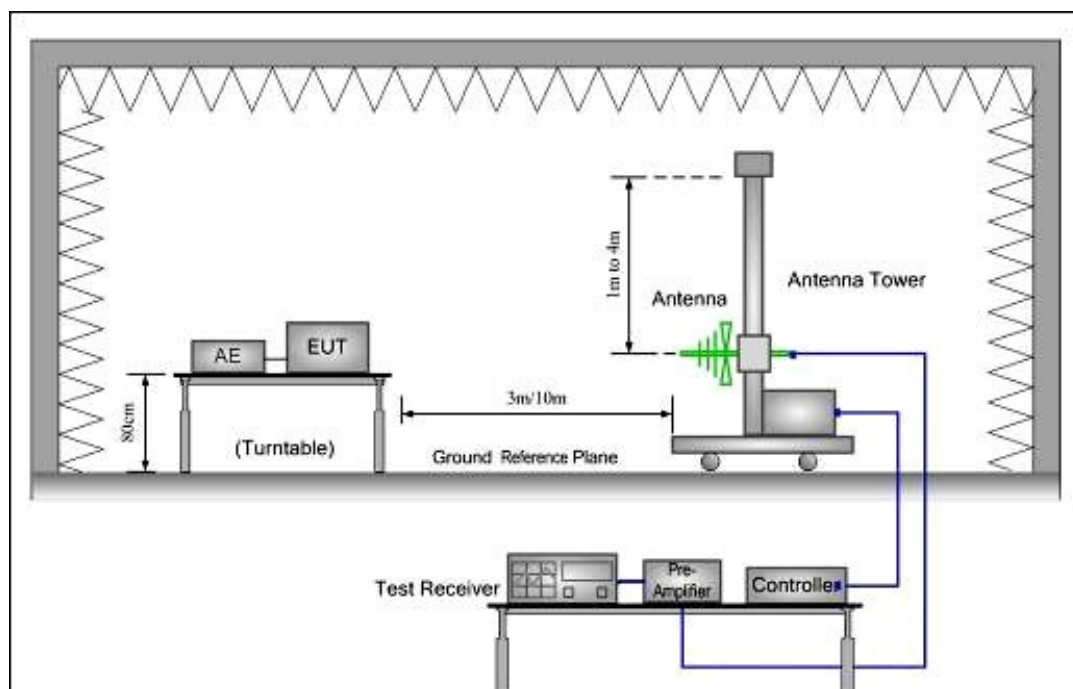 1m to 4m
Antenna Tower
Antenna
AE
EUT
80cm
3m/10m
(Turntable)
Ground Reference Plane
Test Receiver
Pre-
Amplifier
Controller